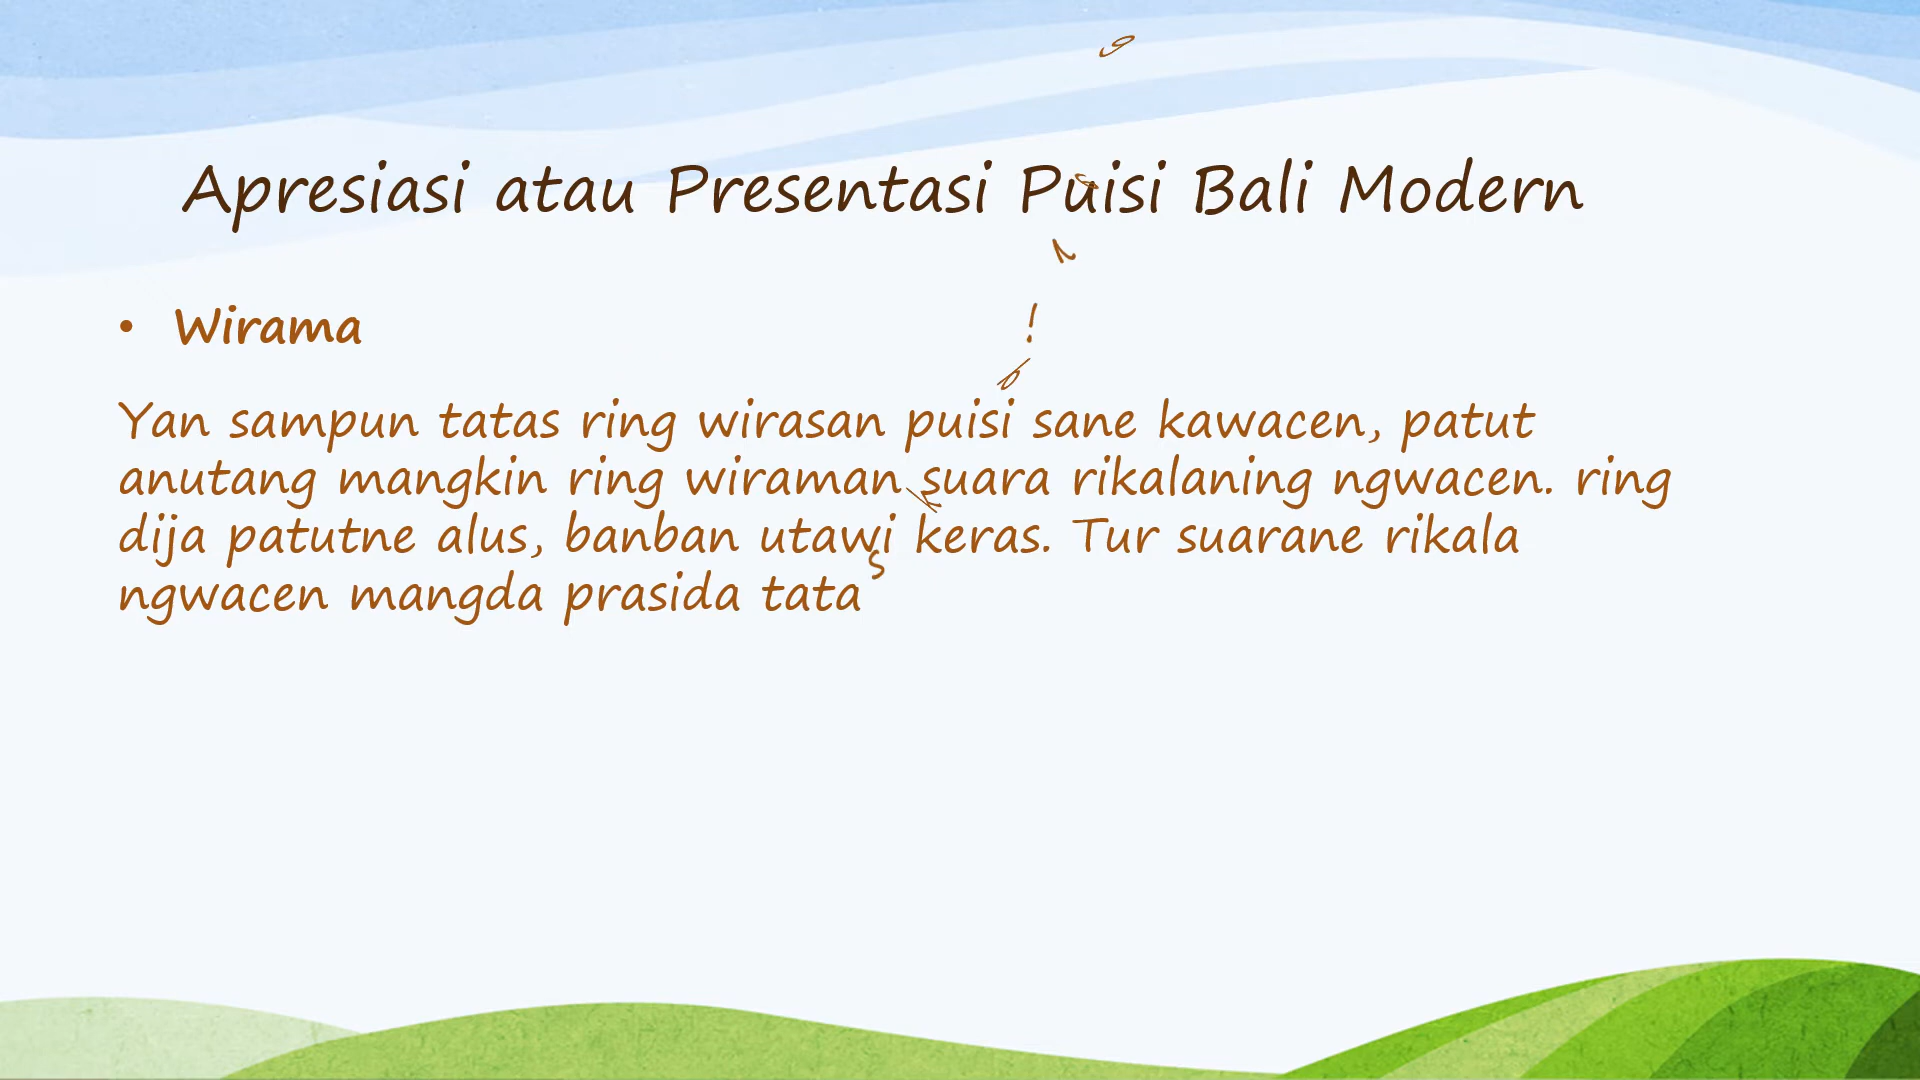 Apresiasi atau Presentasi Puisi Bali Modern
• Wirama
Yan sampun tatas ring wirasan puisi sane kawacen, patut
anutang mangkin ring wiraman suara rikalaning ngwacen. ring
dija patutne alus, banban utawi keras. Tur suarane rikala
ngwacen mangda prasida tata